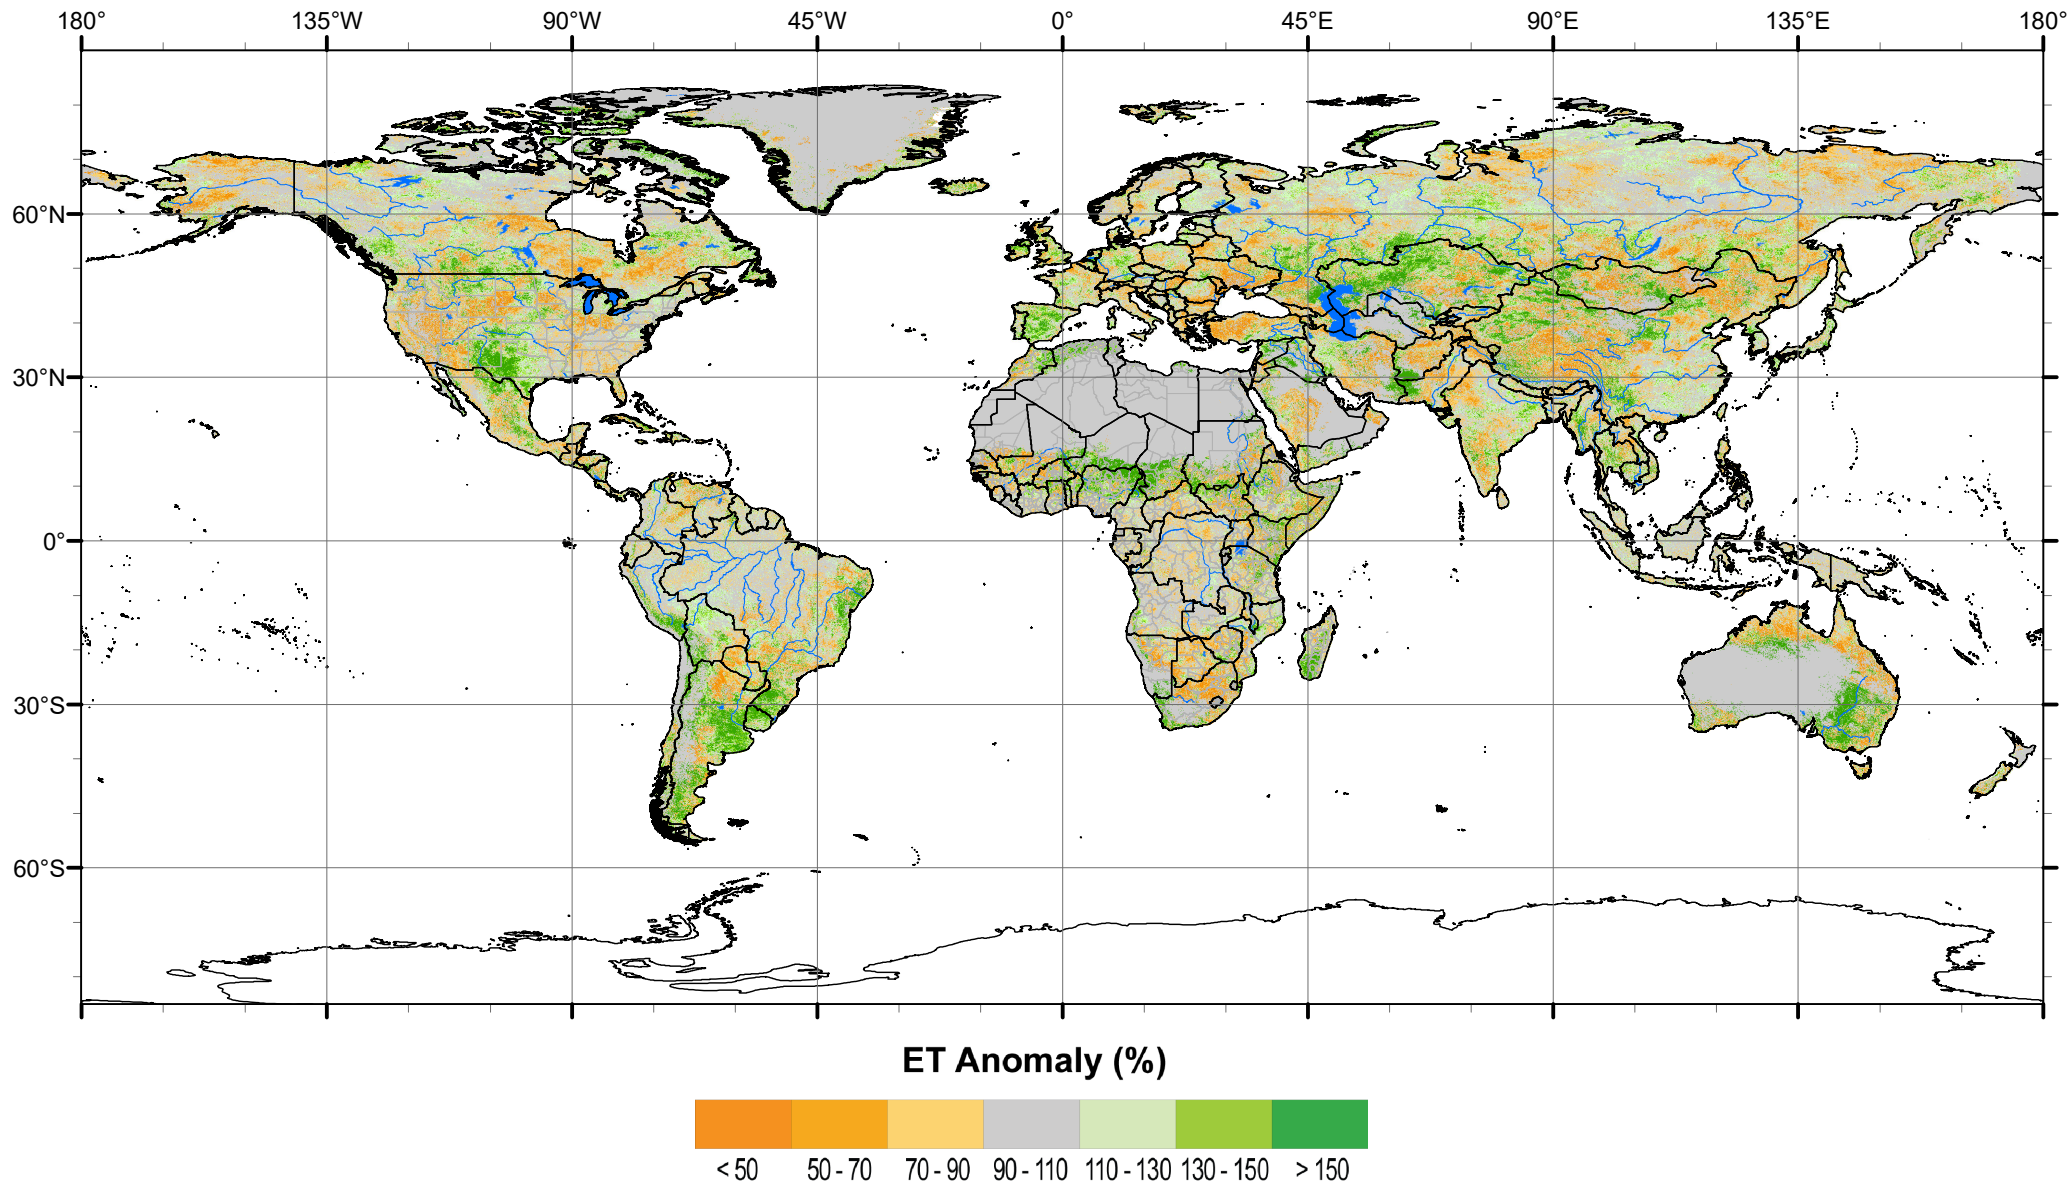 180° 135°W 90°W 45°W 0° 45°E 90°E 135°E 180°
60°N
30°N
0°
30°S
60°S
ET Anomaly (%)
< 50 50 - 70 70 - 90 90 - 110 110 - 130 130 - 150 > 150